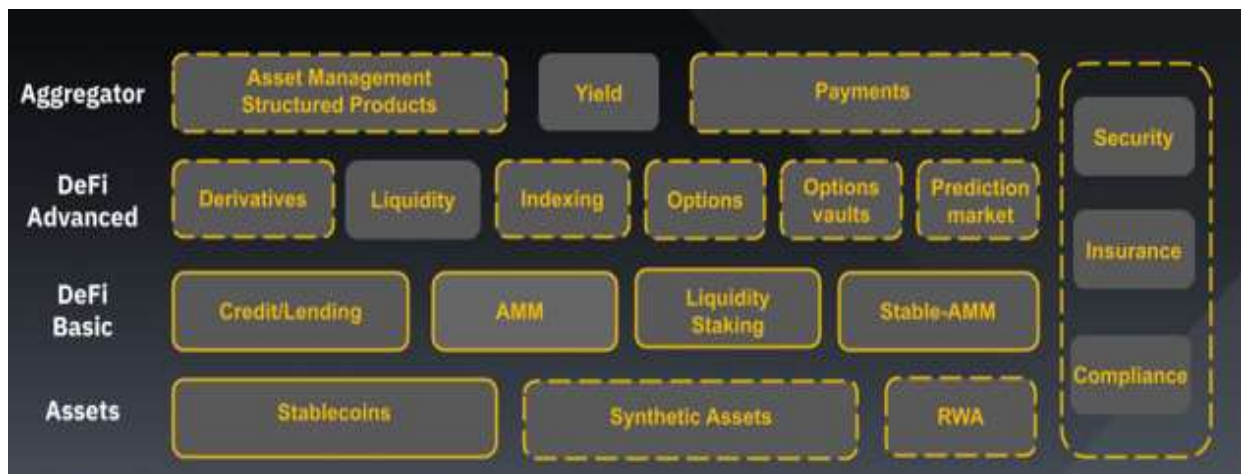 Aggregator
Asset Management
Structured Products
Yield
Payments
DeFi
Advanced
Derivatives
Liquidity
Indexing
Options
Options
vaults
Prediction
market
DeFi
Basic
Credit/Lending
AMM
Liquidity
Staking
Stable-AMM
Assets
Stablecoins
Synthetic Assets
RWA
Security
Insurance
Compliance